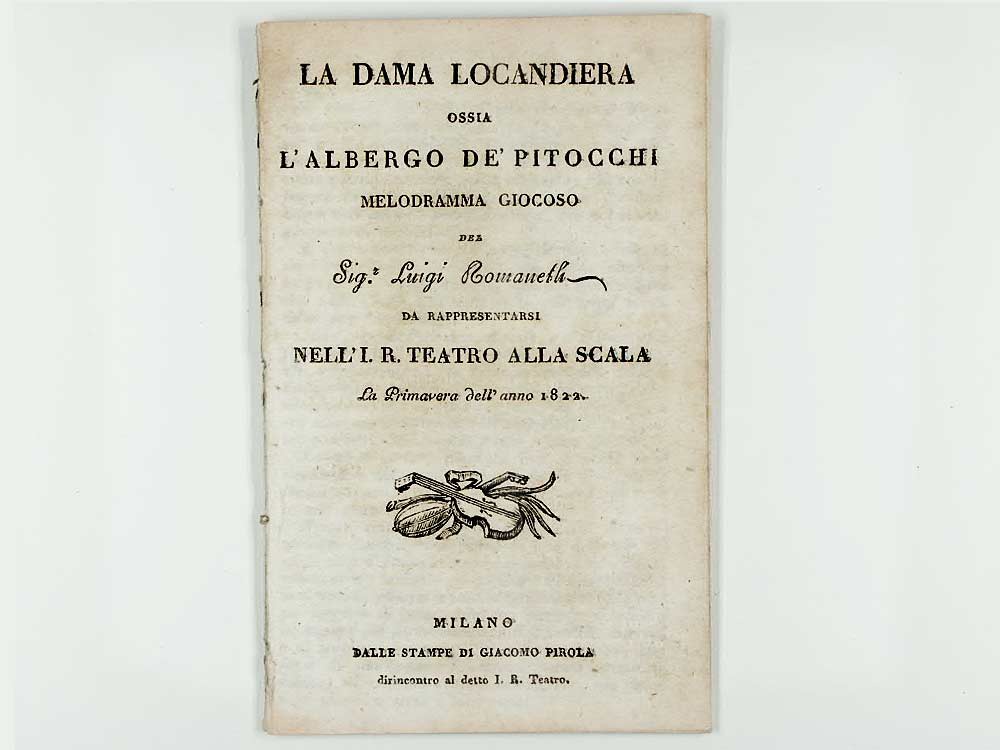 LA DAMA LOCANDIERA
OSSIA
L'ALBERGO DE' PITOCCHI
MELODRAMMA GIOCOSO
DEL
Sig.r Luigi Romanelli
DA RAPPRESENTARSI
NELL' I. R. TEATRO ALLA SCALA
La Primavera dell' anno 1822.
MILANO
DALLE STAMPE DI GIACOMO PIROLA
dirincontro al detto I. R. Teatro.